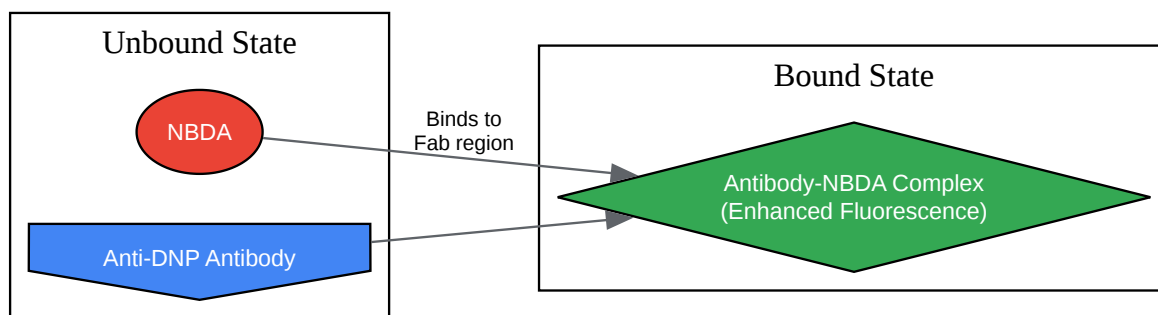 Unbound State
NBDA
Anti-DNP Antibody
Binds to
Fab region
Bound State
Antibody-NBDA Complex
(Enhanced Fluorescence)